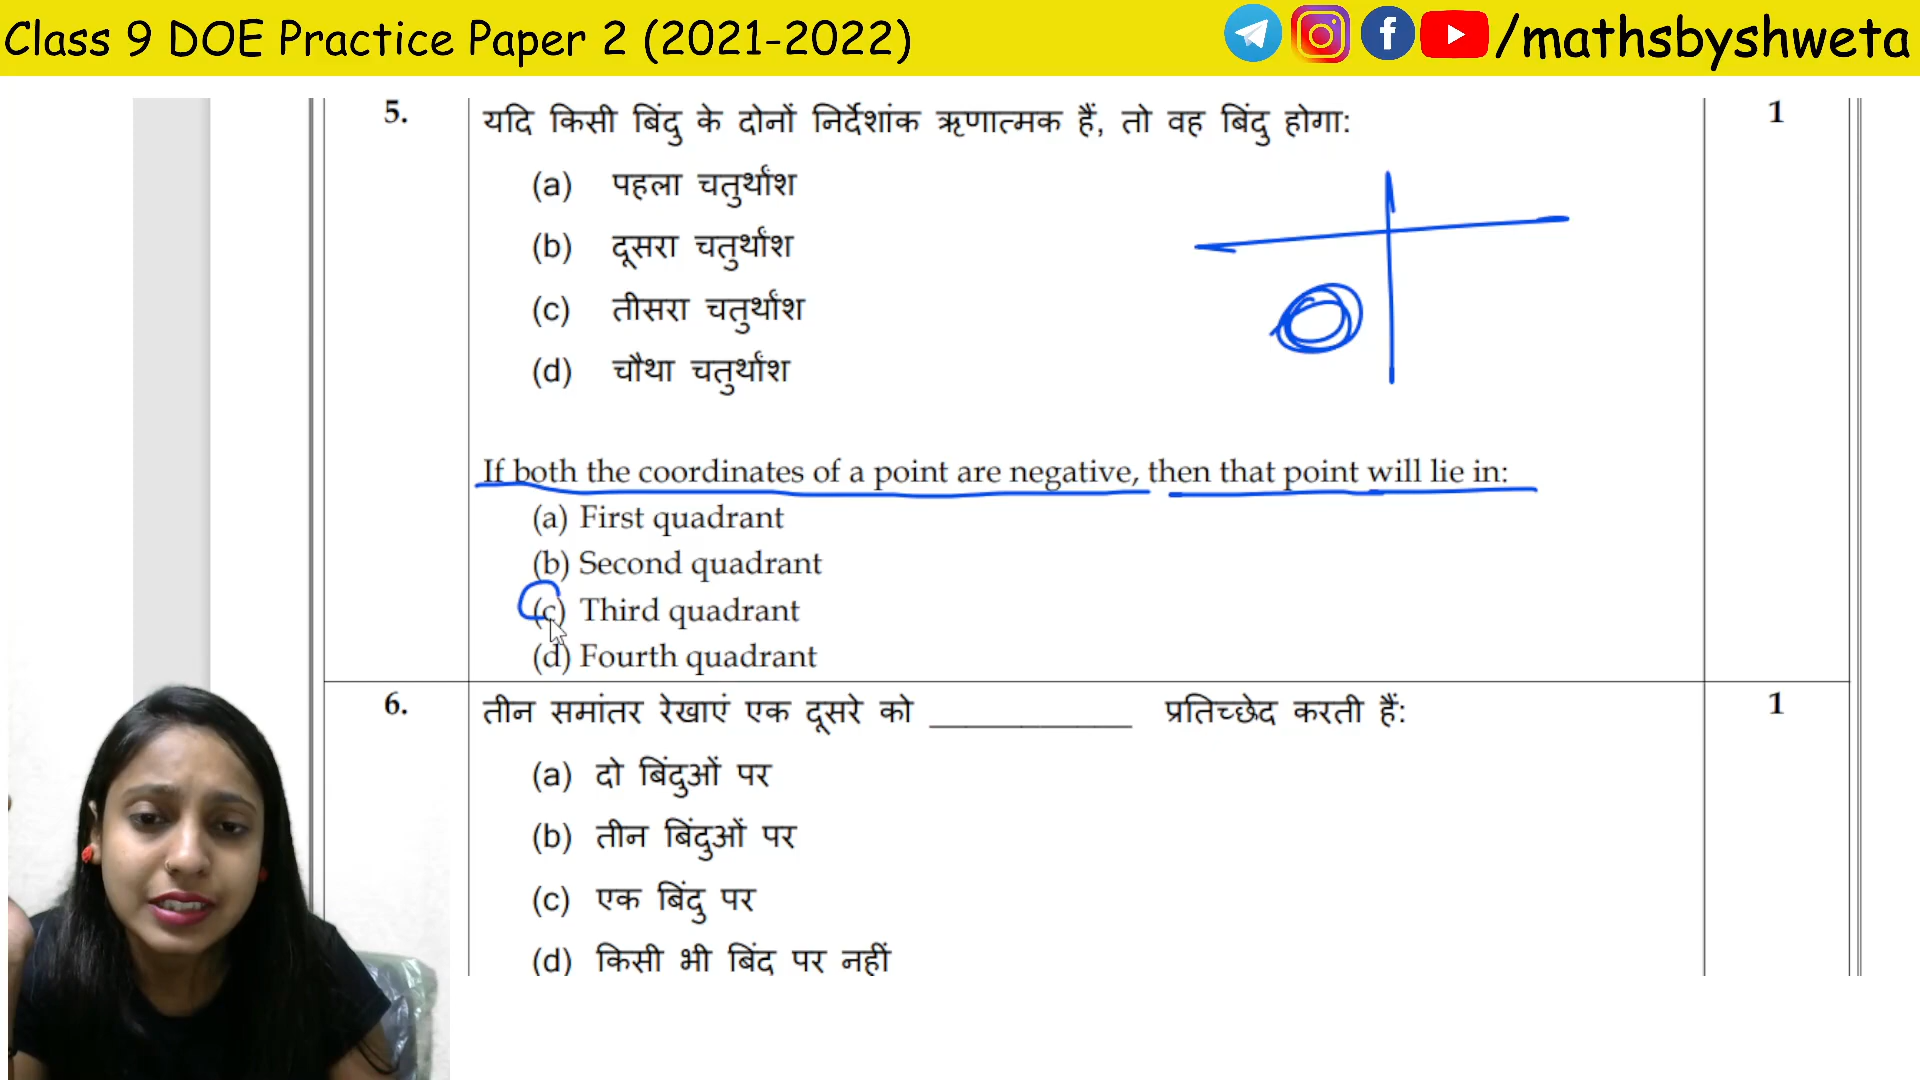 Class 9 DOE Practice Paper 2 (2021-2022)
/mathsbyshweta
5.
यदि किसी बिंदु के दोनों निर्देशांक ऋणात्मक हैं, तो वह बिंदु होगा:
1
(a) पहला चतुर्थांश
(b) दूसरा चतुर्थांश
(c) तीसरा चतुर्थांश
(d) चौथा चतुर्थांश
If both the coordinates of a point are negative, then that point will lie in:
(a) First quadrant
(b) Second quadrant
(c) Third quadrant
(d) Fourth quadrant
6.
तीन समांतर रेखाएं एक दूसरे को ____________ प्रतिच्छेद करती हैं:
1
(a) दो बिंदुओं पर
(b) तीन बिंदुओं पर
(c) एक बिंदु पर
(d) किसी भी बिंदु पर नहीं